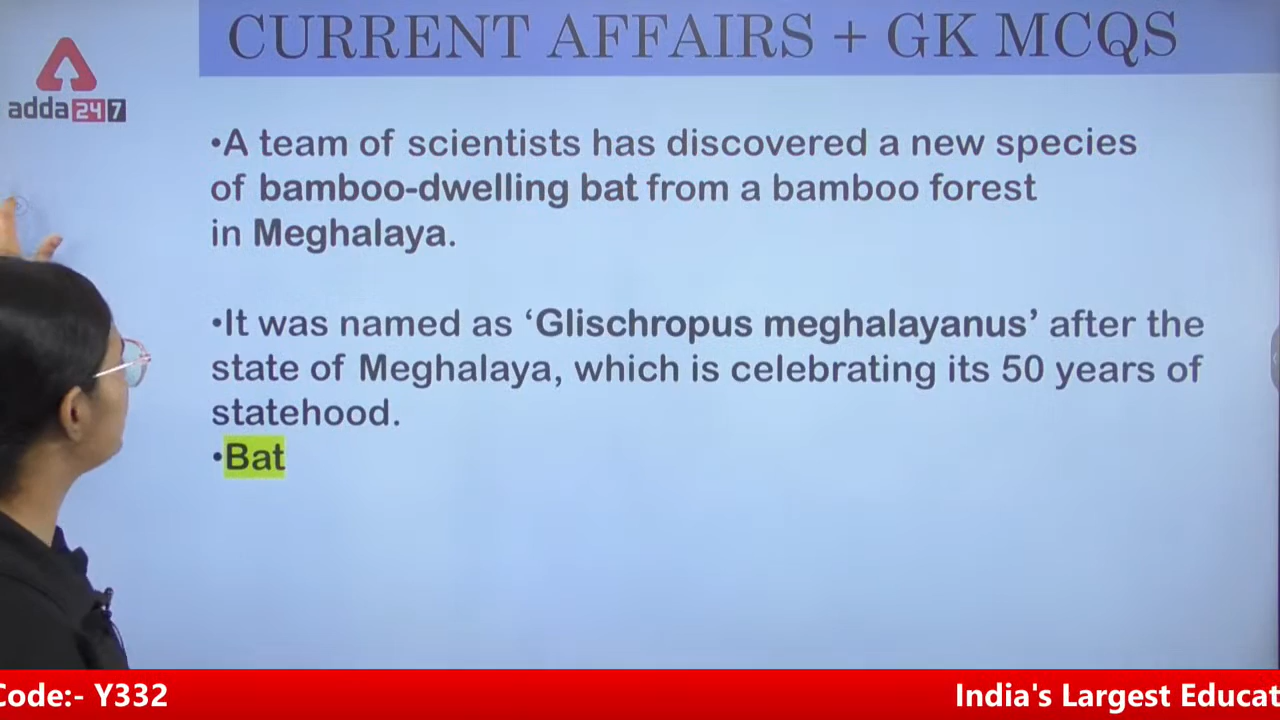 CURRENT AFFAIRS + GK MCQS
adda247
•A team of scientists has discovered a new species
of bamboo-dwelling bat from a bamboo forest
in Meghalaya.
•It was named as ‘Glischropus meghalayanus’ after the
state of Meghalaya, which is celebrating its 50 years of
statehood.
•Bat
Code:- Y332
India's Largest Educat